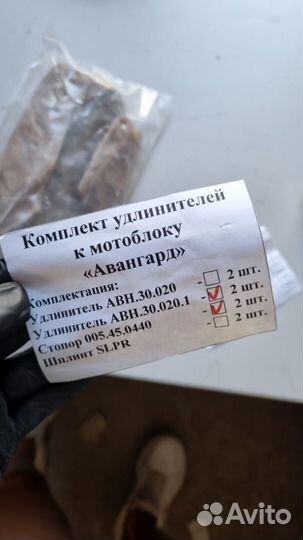 Комплект удлинителей
к мотоблоку
«Авангард»
Комплектация:
Удлинитель АВН.30.020 - 2 шт.
Удлинитель АВН.30.020.1 - 2 шт.
Стопор 005.45.0440 - 2 шт.
Шплинт SLPR - 2 шт.
Avito